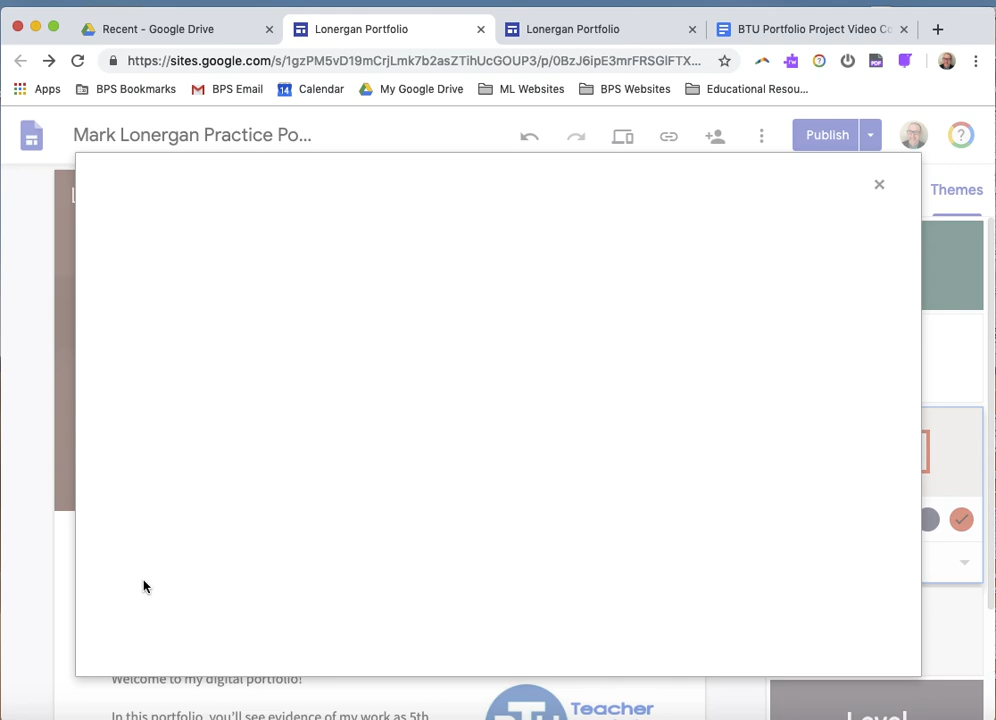 Recent - Google Drive
Lonergan Portfolio
Lonergan Portfolio
BTU Portfolio Project Video Co
https://sites.google.com/s/1gzPM5vD19mCrjLmk7b2asZTihUcGOUP3/p/0BzJ6ipE3mrFRSGlFTX...
Apps
BPS Bookmarks
BPS Email
14
Calendar
My Google Drive
ML Websites
BPS Websites
Educational Resou...
Mark Lonergan Practice Po...
Publish
Themes
Welcome to my digital portfolio!
In this portfolio, you'll see evidence of my work as 5th
BTU
Teacher
Level